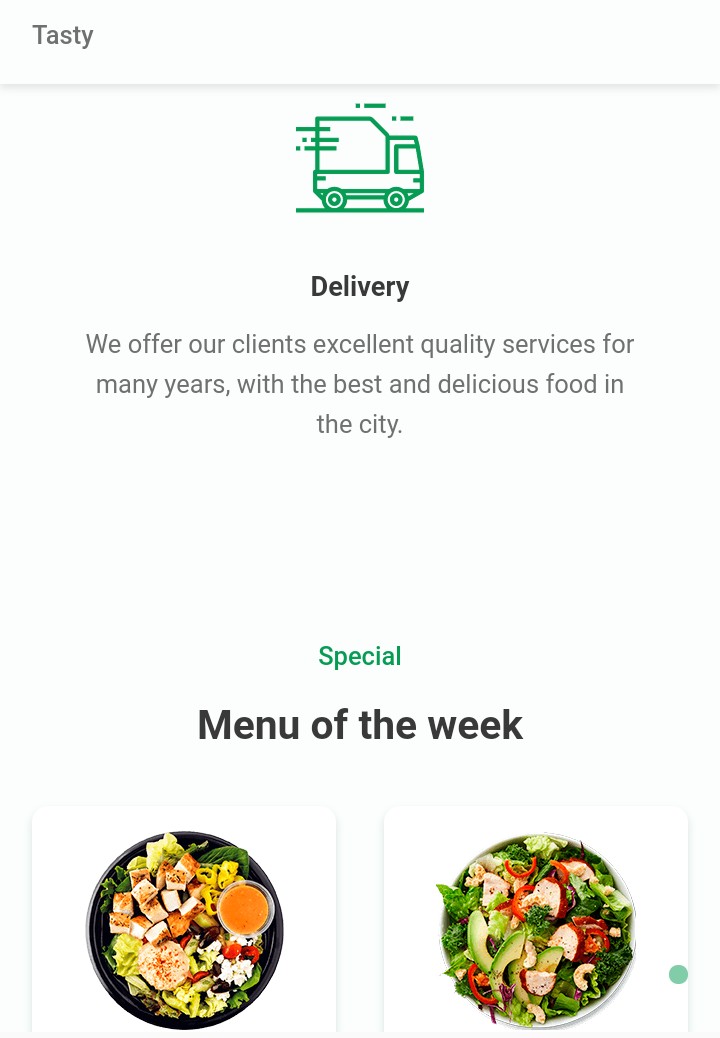 Tasty
Delivery
We offer our clients excellent quality services for
many years, with the best and delicious food in
the city.
Special
Menu of the week